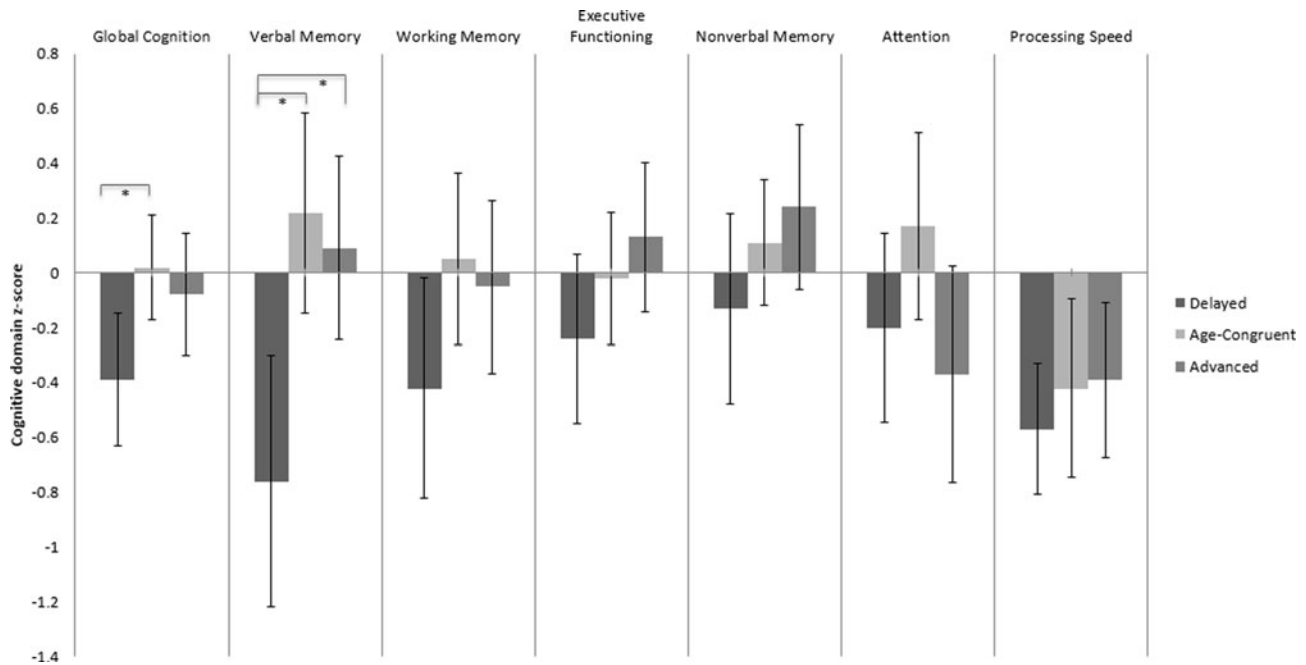 Global Cognition
Verbal Memory
Working Memory
Executive
Functioning
Nonverbal Memory
Attention
Processing Speed
0.8
0.6
0.4
0.2
0
-0.2
-0.4
-0.6
-0.8
-1
-1.2
-1.4
Cognitive domain z-score
*
*
*
Delayed
Age-Congruent
Advanced